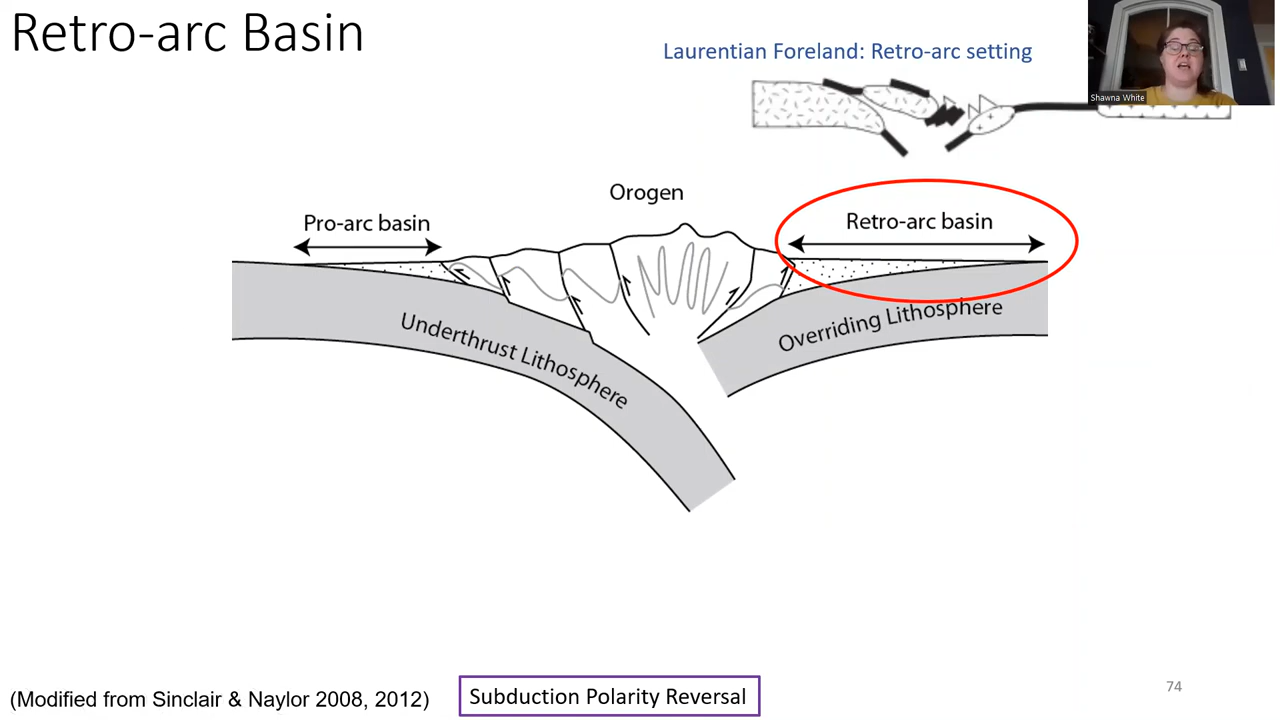 Retro-arc Basin
Laurentian Foreland: Retro-arc setting
Shawna White
Orogen
Pro-arc basin
Retro-arc basin
Underthrust Lithosphere
Overriding Lithosphere
(Modified from Sinclair & Naylor 2008, 2012)
Subduction Polarity Reversal
74